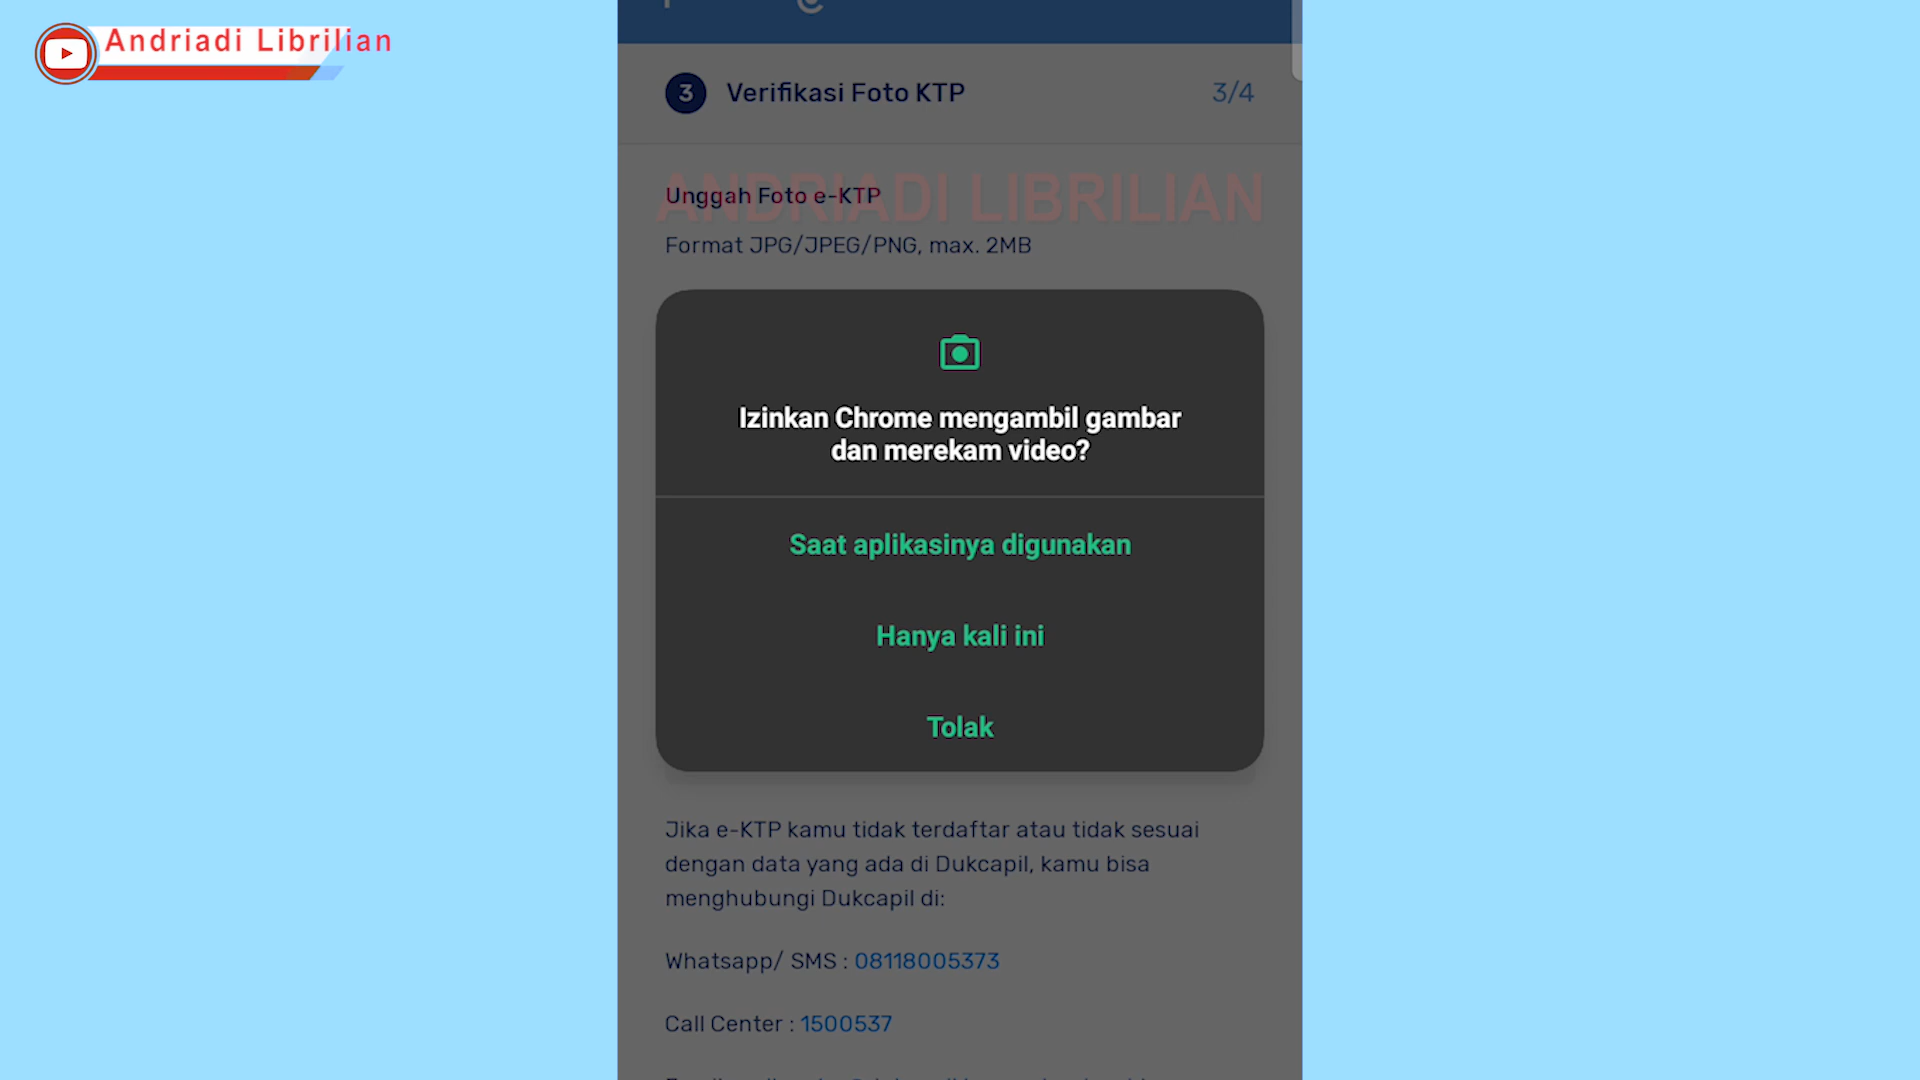 Andriadi Librilian
3 Verifikasi Foto KTP 3/4
ANDRIADI LIBRILIAN
Unggah Foto e-KTP
Format JPG/JPEG/PNG, max. 2MB
Izinkan Chrome mengambil gambar
dan merekam video?
Saat aplikasinya digunakan
Hanya kali ini
Tolak
Jika e-KTP kamu tidak terdaftar atau tidak sesuai
dengan data yang ada di Dukcapil, kamu bisa
menghubungi Dukcapil di:
Whatsapp/ SMS : 08118005373
Call Center : 1500537